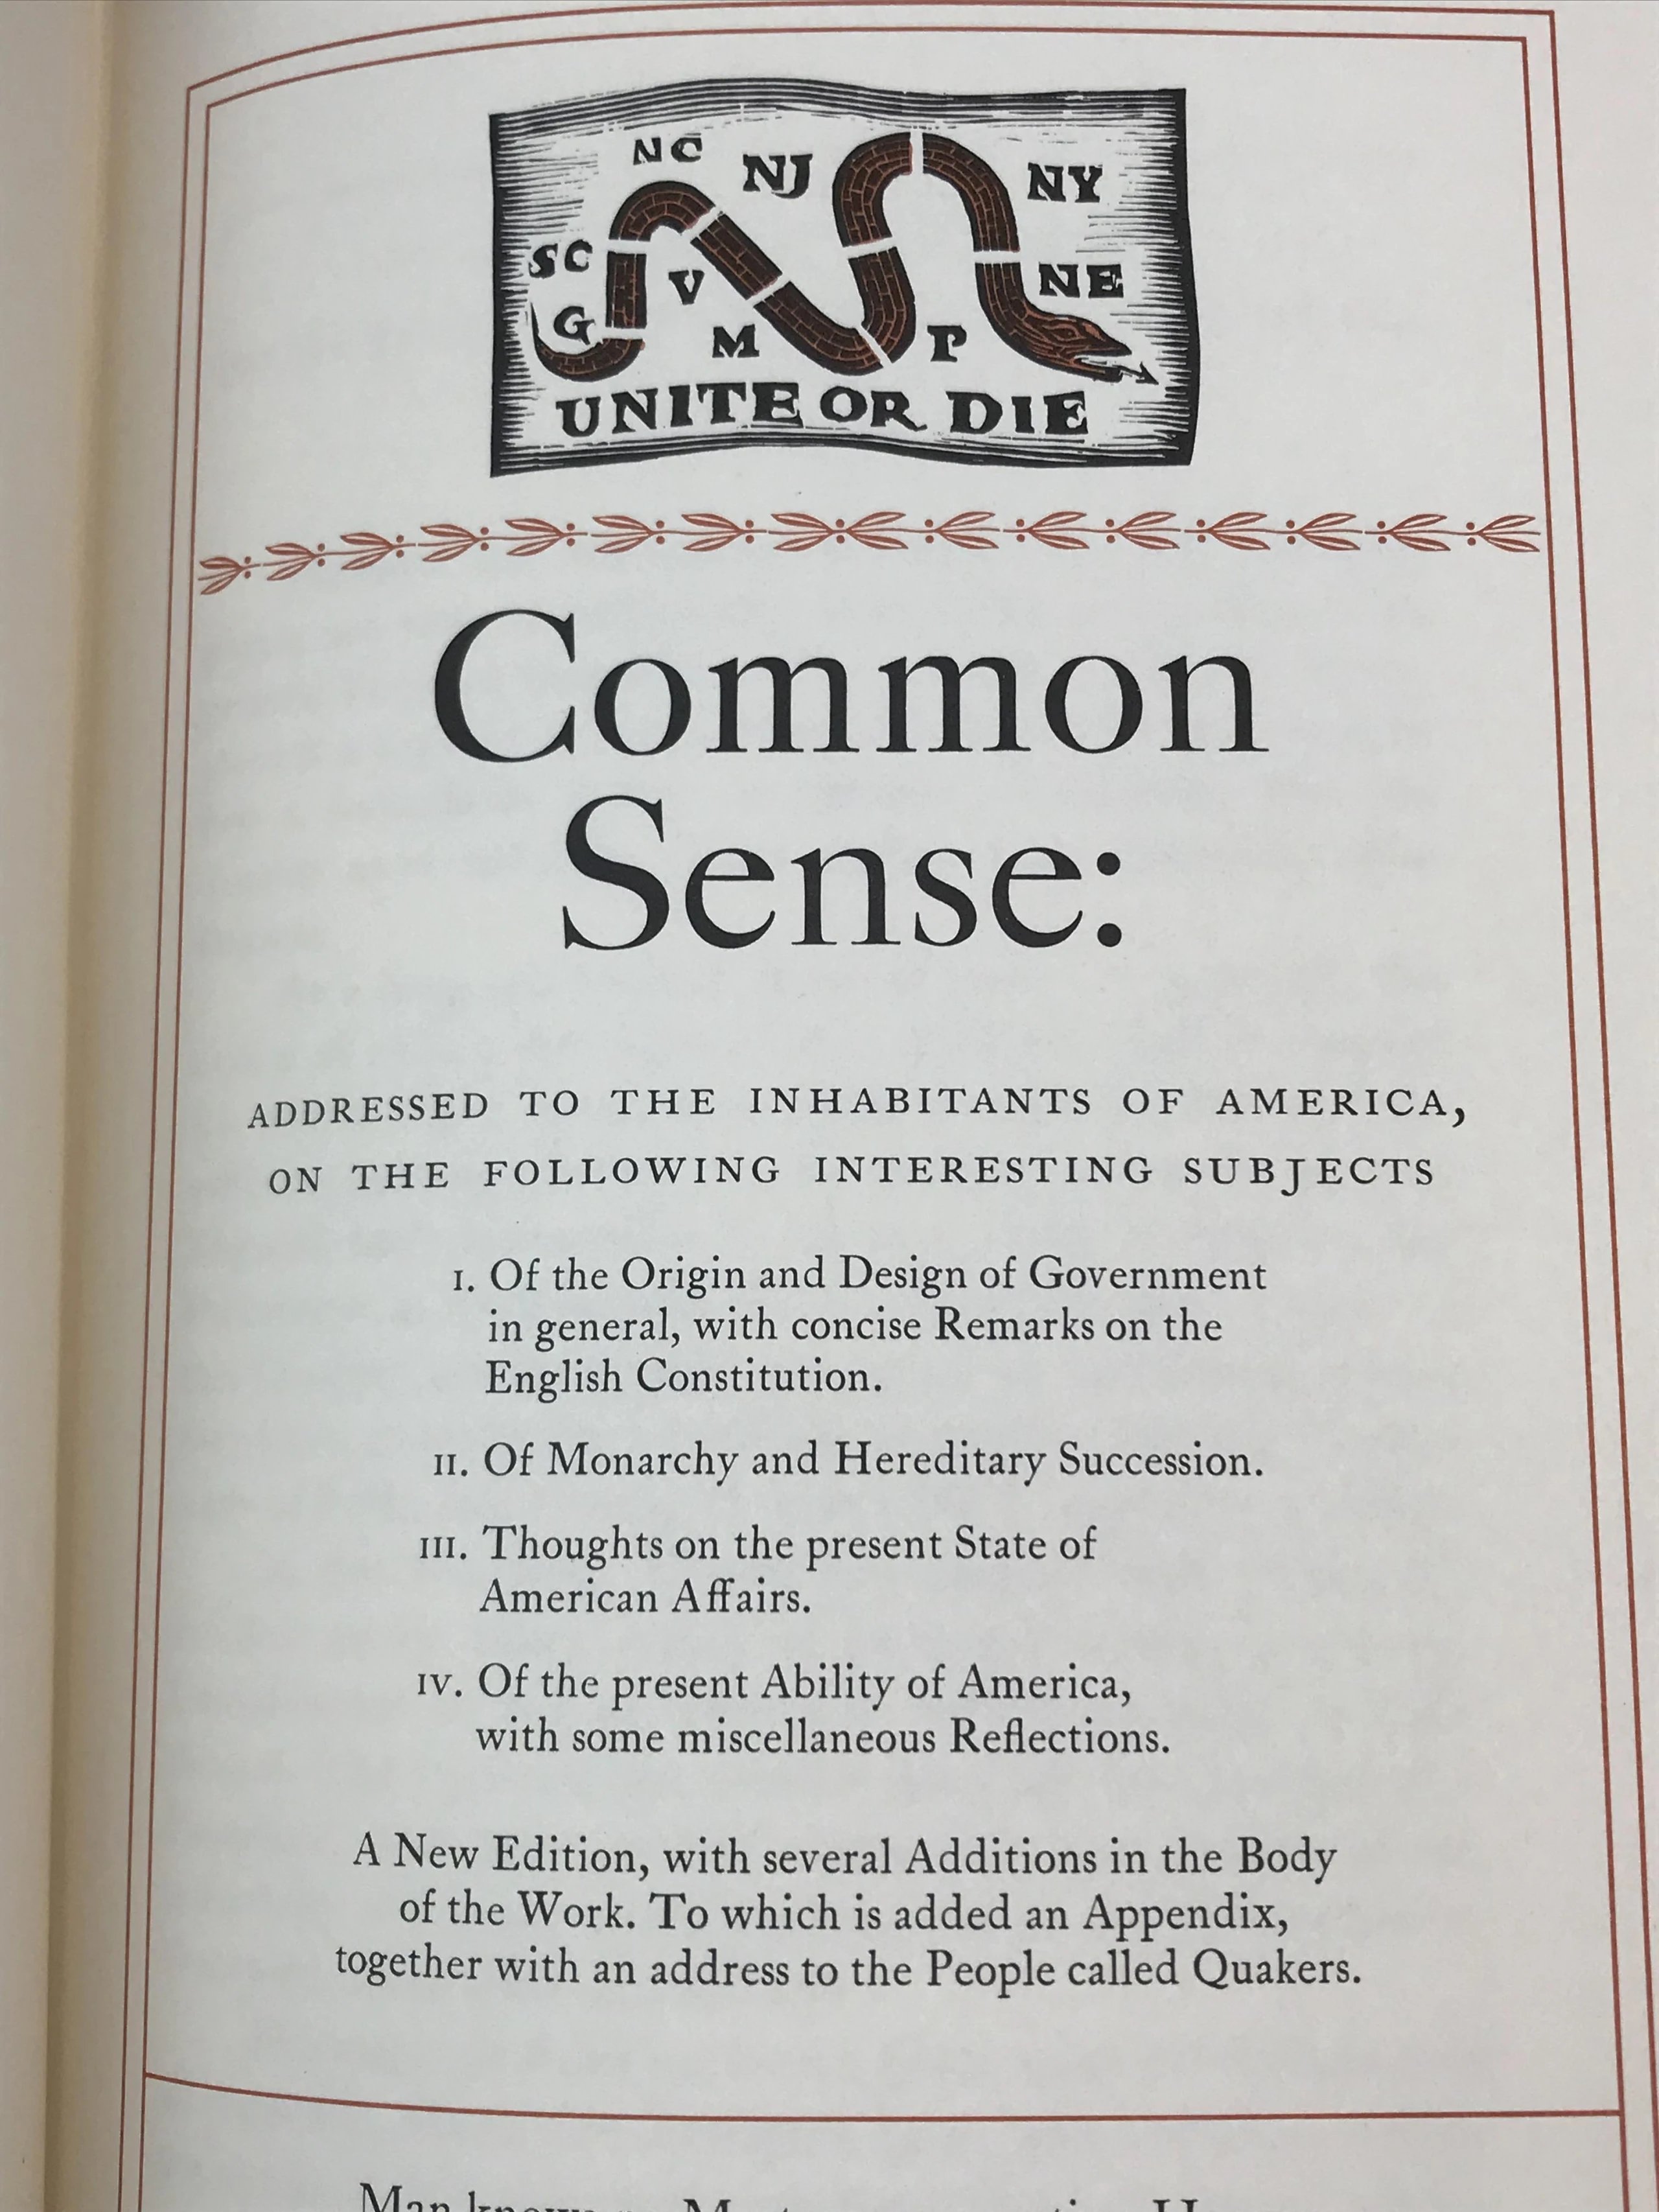 NC NJ NY
SC V NE
G M P
UNITE OR DIE
Common
Sense:
ADDRESSED TO THE INHABITANTS OF AMERICA,
ON THE FOLLOWING INTERESTING SUBJECTS
I. Of the Origin and Design of Government
in general, with concise Remarks on the
English Constitution.
II. Of Monarchy and Hereditary Succession.
III. Thoughts on the present State of
American Affairs.
IV. Of the present Ability of America,
with some miscellaneous Reflections.
A New Edition, with several Additions in the Body
of the Work. To which is added an Appendix,
together with an address to the People called Quakers.
Man knows